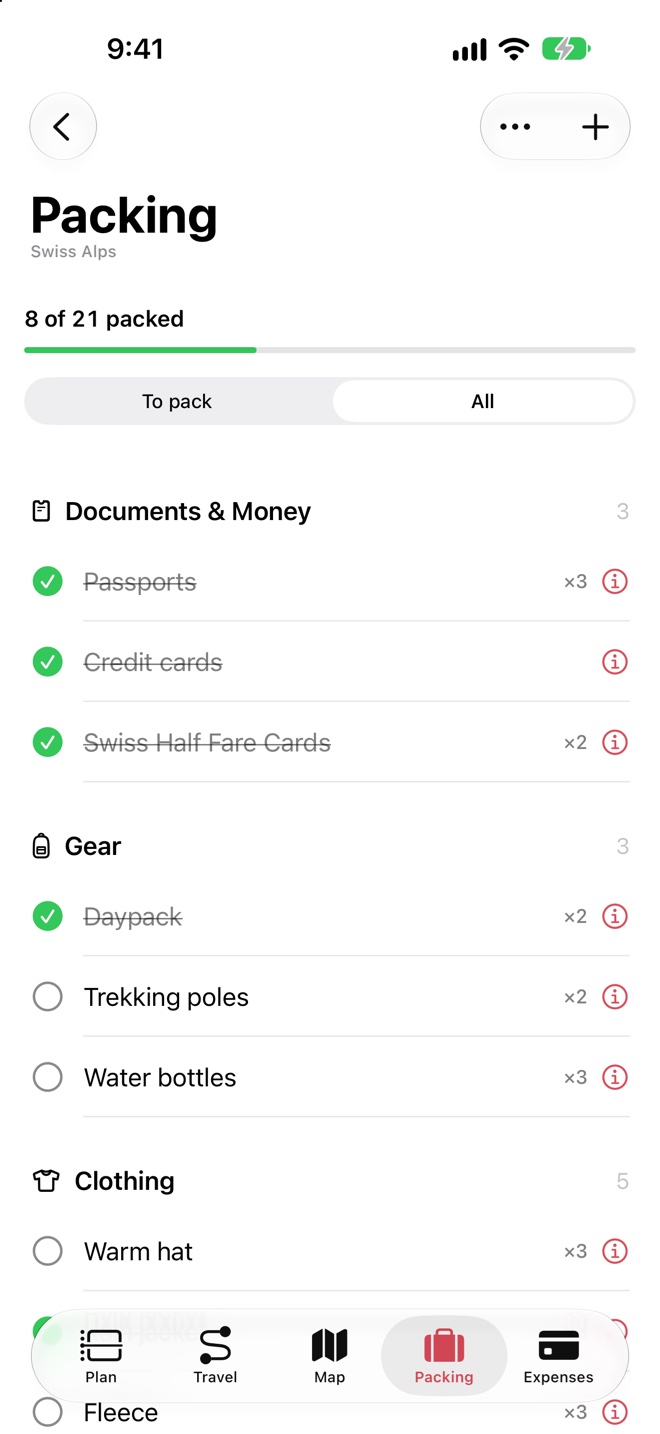 9:41
Packing
Swiss Alps
8 of 21 packed
To pack All
Documents & Money 3
Passports ×3
Credit cards
Swiss Half Fare Cards ×2
Gear 3
Daypack ×2
Trekking poles ×2
Water bottles ×3
Clothing 5
Warm hat ×3
Plan Travel Map Packing Expenses
Fleece ×3